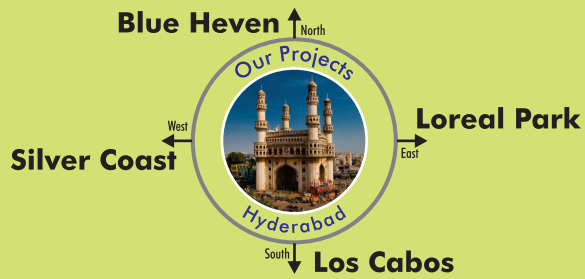 Blue Heven
North
Our Projects
Loreal Park
West
East
Silver Coast
Hyderabad
South
Los Cabos